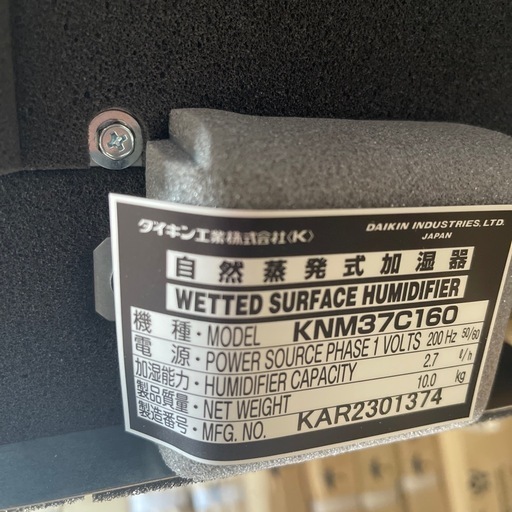 ダイキン工業株式会社〈K〉 DAIKIN INDUSTRIES, LTD.
JAPAN
自然蒸発式加湿器
WETTED SURFACE HUMIDIFIER
機種・MODEL KNM37C160
電源・POWER SOURCE PHASE 1 VOLTS 200 Hz 50/60
加湿能力・HUMIDIFIER CAPACITY 2.7 ℓ/h
製品質量・NET WEIGHT 10.0 kg
製造番号・MFG. NO. KAR2301374